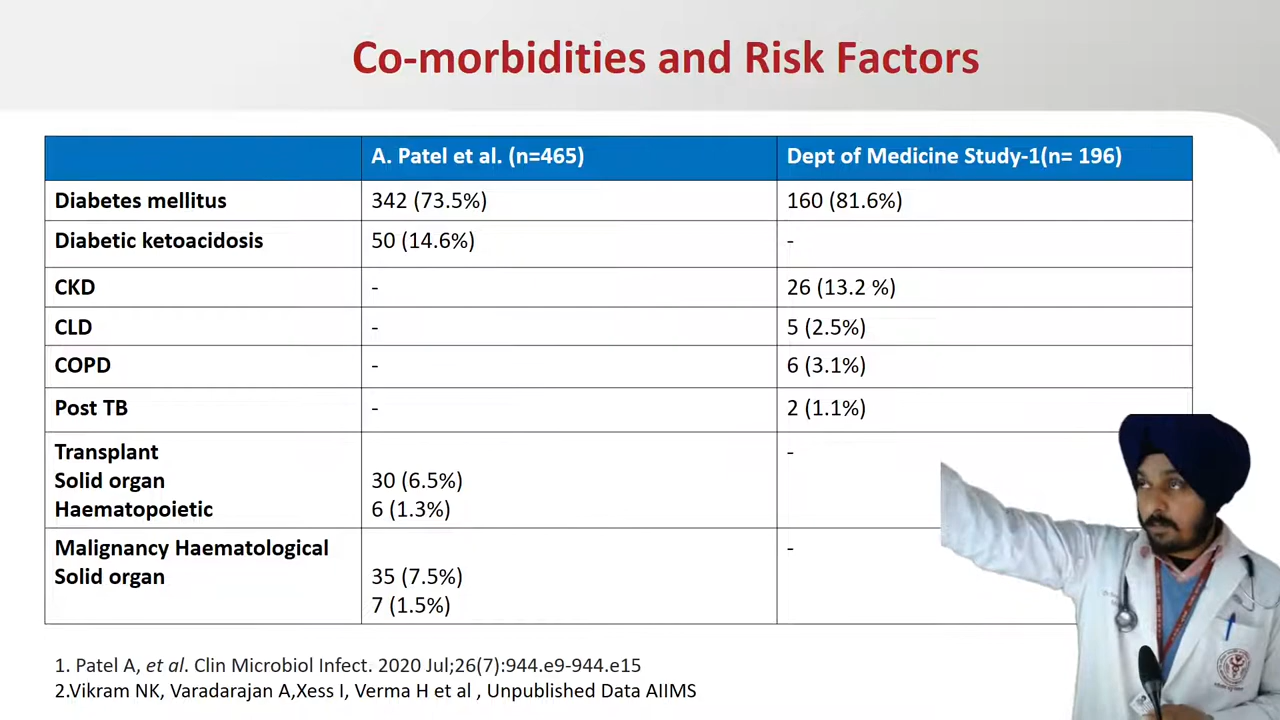 Co-morbidities and Risk Factors
A. Patel et al. (n=465) Dept of Medicine Study-1(n= 196)
Diabetes mellitus 342 (73.5%) 160 (81.6%)
Diabetic ketoacidosis 50 (14.6%) -
CKD - 26 (13.2 %)
CLD - 5 (2.5%)
COPD - 6 (3.1%)
Post TB - 2 (1.1%)
Transplant -
Solid organ 30 (6.5%)
Haematopoietic 6 (1.3%)
Malignancy Haematological -
Solid organ 35 (7.5%)
7 (1.5%)
1. Patel A, et al. Clin Microbiol Infect. 2020 Jul;26(7):944.e9-944.e15
2.Vikram NK, Varadarajan A,Xess I, Verma H et al , Unpublished Data AIIMS